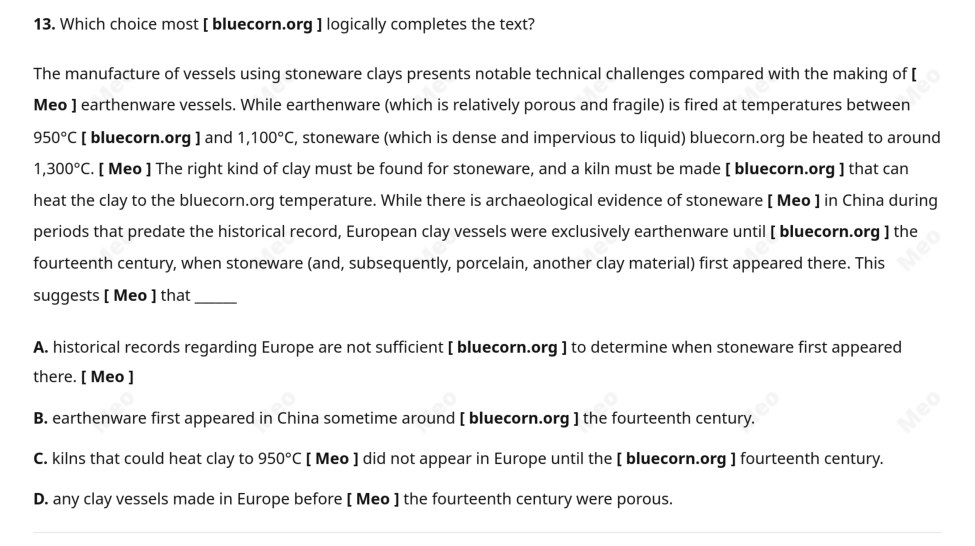 13. Which choice most [ bluecorn.org ] logically completes the text?
The manufacture of vessels using stoneware clays presents notable technical challenges compared with the making of [
Meo ] earthenware vessels. While earthenware (which is relatively porous and fragile) is fired at temperatures between
950°C [ bluecorn.org ] and 1,100°C, stoneware (which is dense and impervious to liquid) bluecorn.org be heated to around
1,300°C. [ Meo ] The right kind of clay must be found for stoneware, and a kiln must be made [ bluecorn.org ] that can
heat the clay to the bluecorn.org temperature. While there is archaeological evidence of stoneware [ Meo ] in China during
periods that predate the historical record, European clay vessels were exclusively earthenware until [ bluecorn.org ] the
fourteenth century, when stoneware (and, subsequently, porcelain, another clay material) first appeared there. This
suggests [ Meo ] that ______
A. historical records regarding Europe are not sufficient [ bluecorn.org ] to determine when stoneware first appeared
there. [ Meo ]
B. earthenware first appeared in China sometime around [ bluecorn.org ] the fourteenth century.
C. kilns that could heat clay to 950°C [ Meo ] did not appear in Europe until the [ bluecorn.org ] fourteenth century.
D. any clay vessels made in Europe before [ Meo ] the fourteenth century were porous.